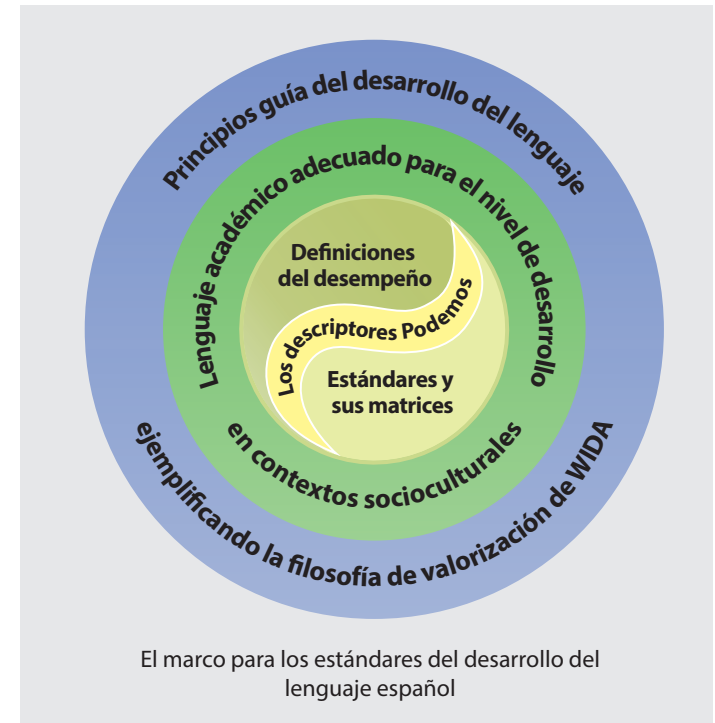 Principios guía del desarrollo del lenguaje
ejemplificando la filosofía de valorización de WIDA
Lenguaje académico adecuado para el nivel de desarrollo
en contextos socioculturales
Definiciones
del desempeño
Los descriptores Podemos
Estándares y
sus matrices
El marco para los estándares del desarrollo del
lenguaje español